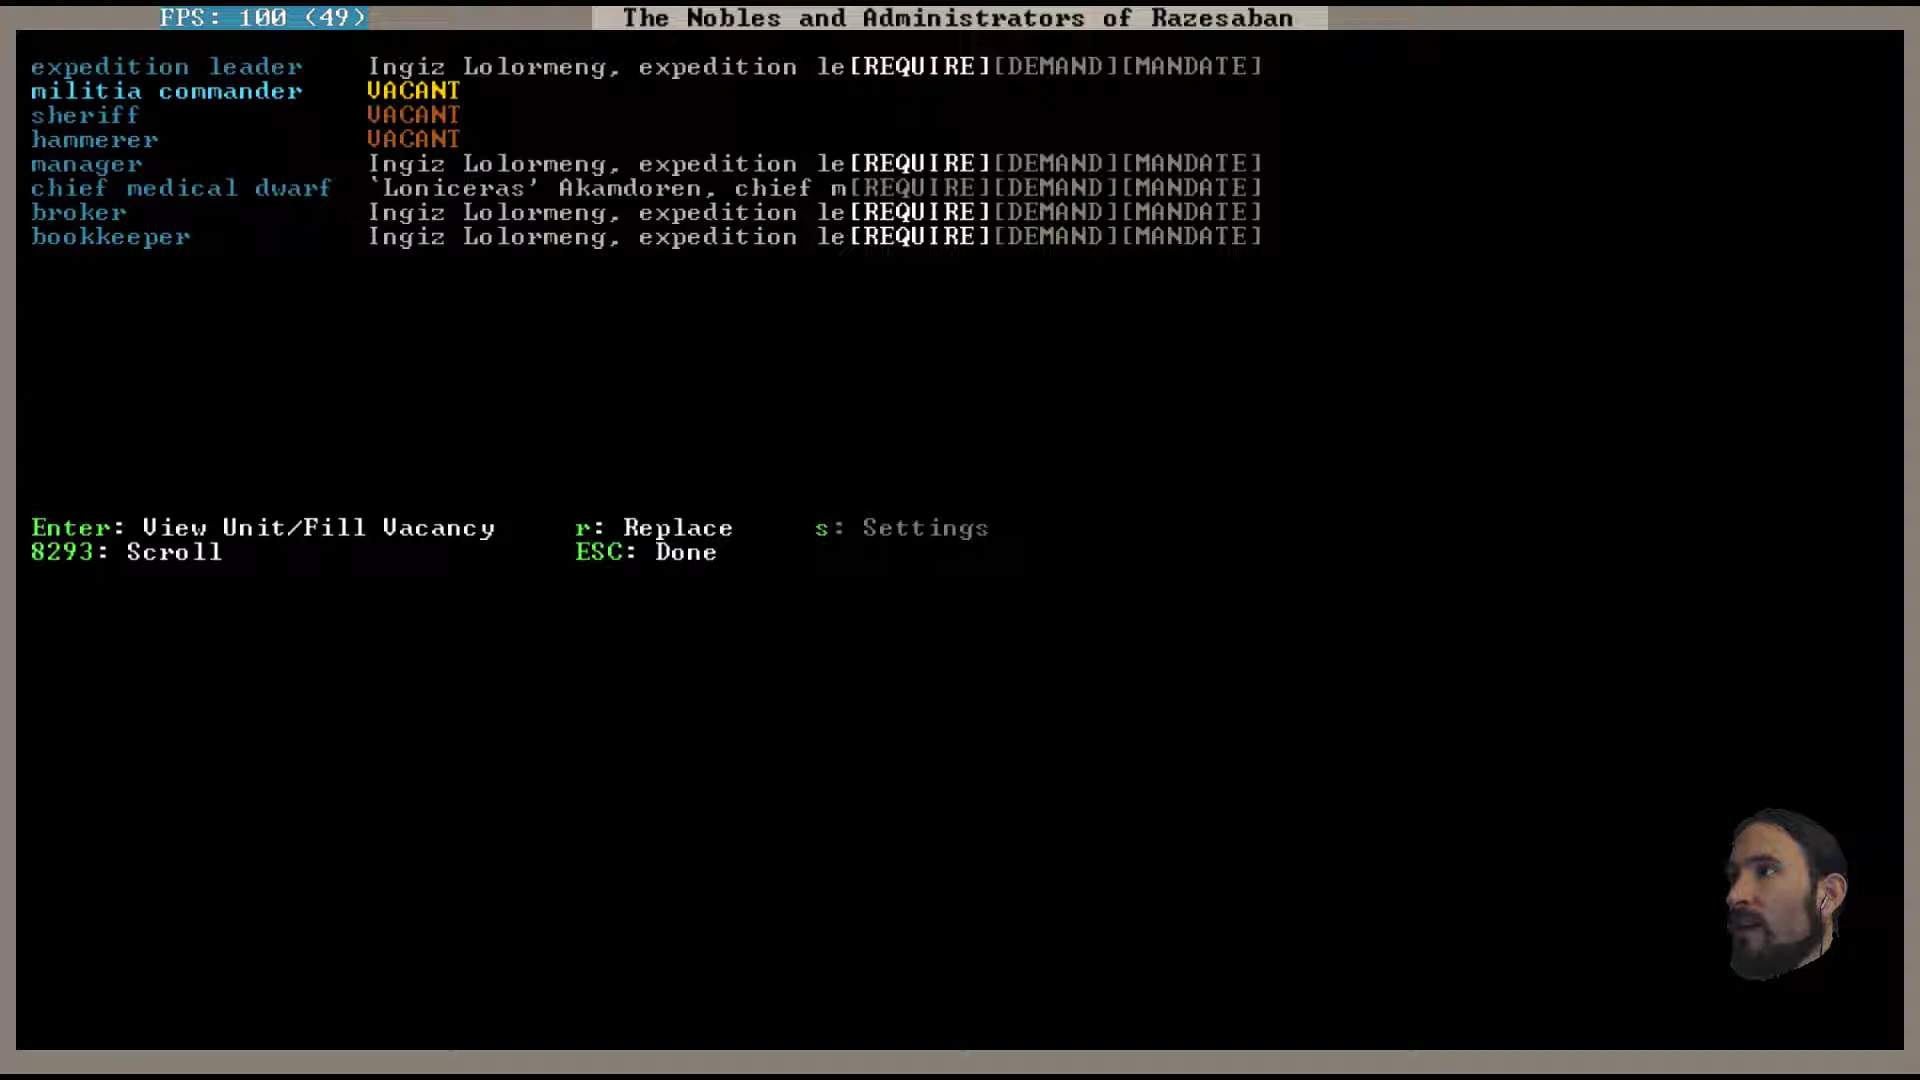 FPS: 100 (49)
The Nobles and Administrators of Razesaban
expedition leader Ingiz Lolormeng, expedition le[REQUIRE][DEMAND][MANDATE]
militia commander VACANT
sheriff VACANT
hammerer VACANT
manager Ingiz Lolormeng, expedition le[REQUIRE][DEMAND][MANDATE]
chief medical dwarf `Loniceras' Akamdoren, chief m[REQUIRE][DEMAND][MANDATE]
broker Ingiz Lolormeng, expedition le[REQUIRE][DEMAND][MANDATE]
bookkeeper Ingiz Lolormeng, expedition le[REQUIRE][DEMAND][MANDATE]
Enter: View Unit/Fill Vacancy r: Replace s: Settings
8293: Scroll ESC: Done